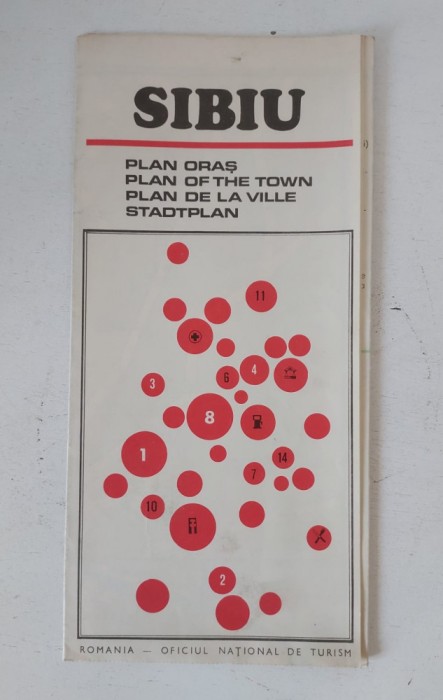 SIBIU
PLAN ORAȘ
PLAN OF THE TOWN
PLAN DE LA VILLE
STADTPLAN
11
4
6
3
8
1
14
7
10
2
ROMANIA — OFICIUL NAȚIONAL DE TURISM